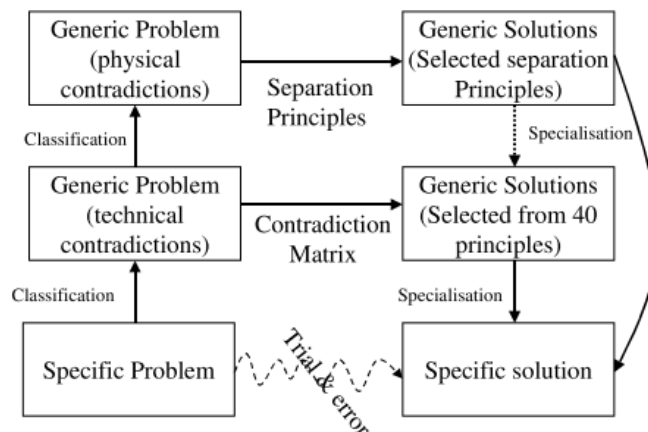 Generic Problem
(physical
contradictions)
Separation
Principles
Generic Solutions
(Selected separation
Principles)
Classification
Specialisation
Generic Problem
(technical
contradictions)
Contradiction
Matrix
Generic Solutions
(Selected from 40
principles)
Classification
Specialisation
Specific Problem
Trial & error
Specific solution